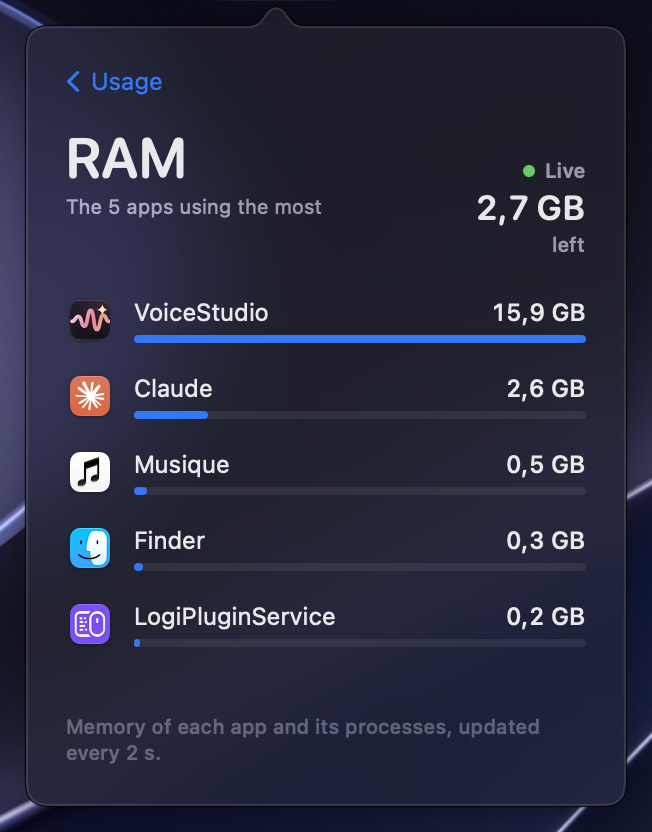 Usage
RAM
Live
The 5 apps using the most
2,7 GB
left
VoiceStudio 15,9 GB
Claude 2,6 GB
Musique 0,5 GB
Finder 0,3 GB
LogiPluginService 0,2 GB
Memory of each app and its processes, updated
every 2 s.